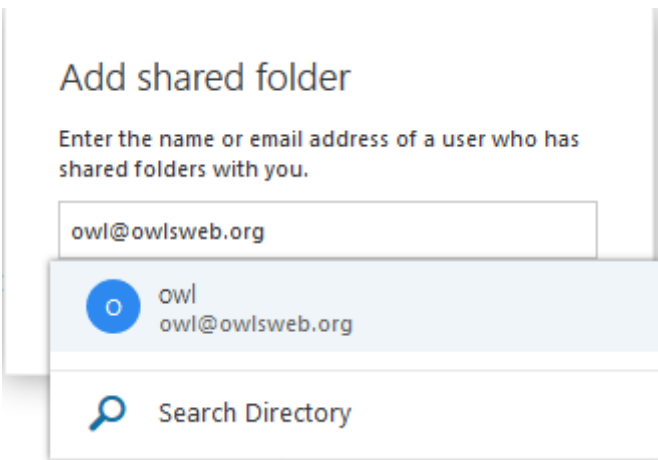 Add shared folder
Enter the name or email address of a user who has
shared folders with you.
owl@owlsweb.org
O
owl
owl@owlsweb.org
Search Directory